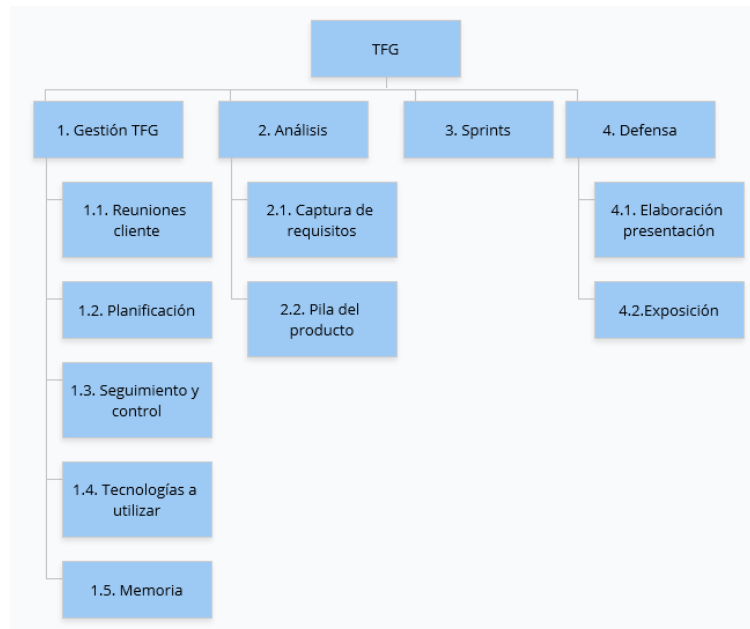 TFG
1. Gestión TFG
2. Análisis
3. Sprints
4. Defensa
1.1. Reuniones
cliente
2.1. Captura de
requisitos
4.1. Elaboración
presentación
1.2. Planificación
2.2. Pila del
producto
4.2.Exposición
1.3. Seguimiento y
control
1.4. Tecnologías a
utilizar
1.5. Memoria